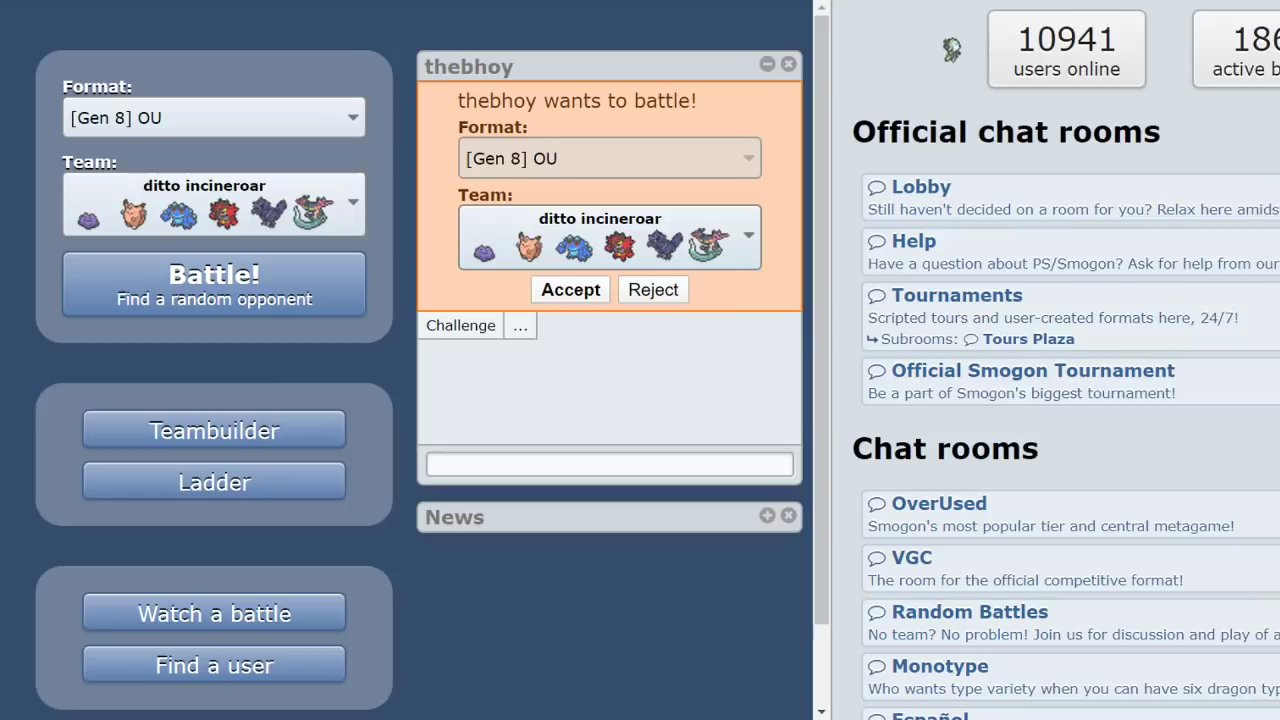 Format:
[Gen 8] OU
Team:
ditto incineroar
Battle!
Find a random opponent
Teambuilder
Ladder
Watch a battle
Find a user
thebhoy
thebhoy wants to battle!
Format:
[Gen 8] OU
Team:
ditto incineroar
Accept Reject
Challenge ...
News
10941
users online
186
active b
Official chat rooms
Lobby
Still haven't decided on a room for you? Relax here amids
Help
Have a question about PS/Smogon? Ask for help from our
Tournaments
Scripted tours and user-created formats here, 24/7!
Subrooms: Tours Plaza
Official Smogon Tournament
Be a part of Smogon's biggest tournament!
Chat rooms
OverUsed
Smogon's most popular tier and central metagame!
VGC
The room for the official competitive format!
Random Battles
No team? No problem! Join us for discussion and play of a
Monotype
Who wants type variety when you can have six dragon typ
Español